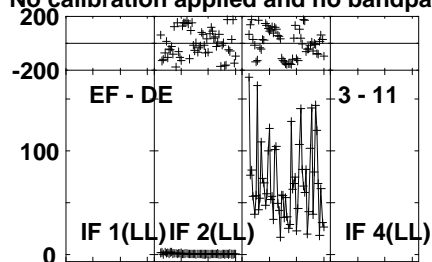 No calibration applied and no bandpa
200
-200
EF - DE 3 - 11
100
IF 1(LL) IF 2(LL) IF 4(LL)
0